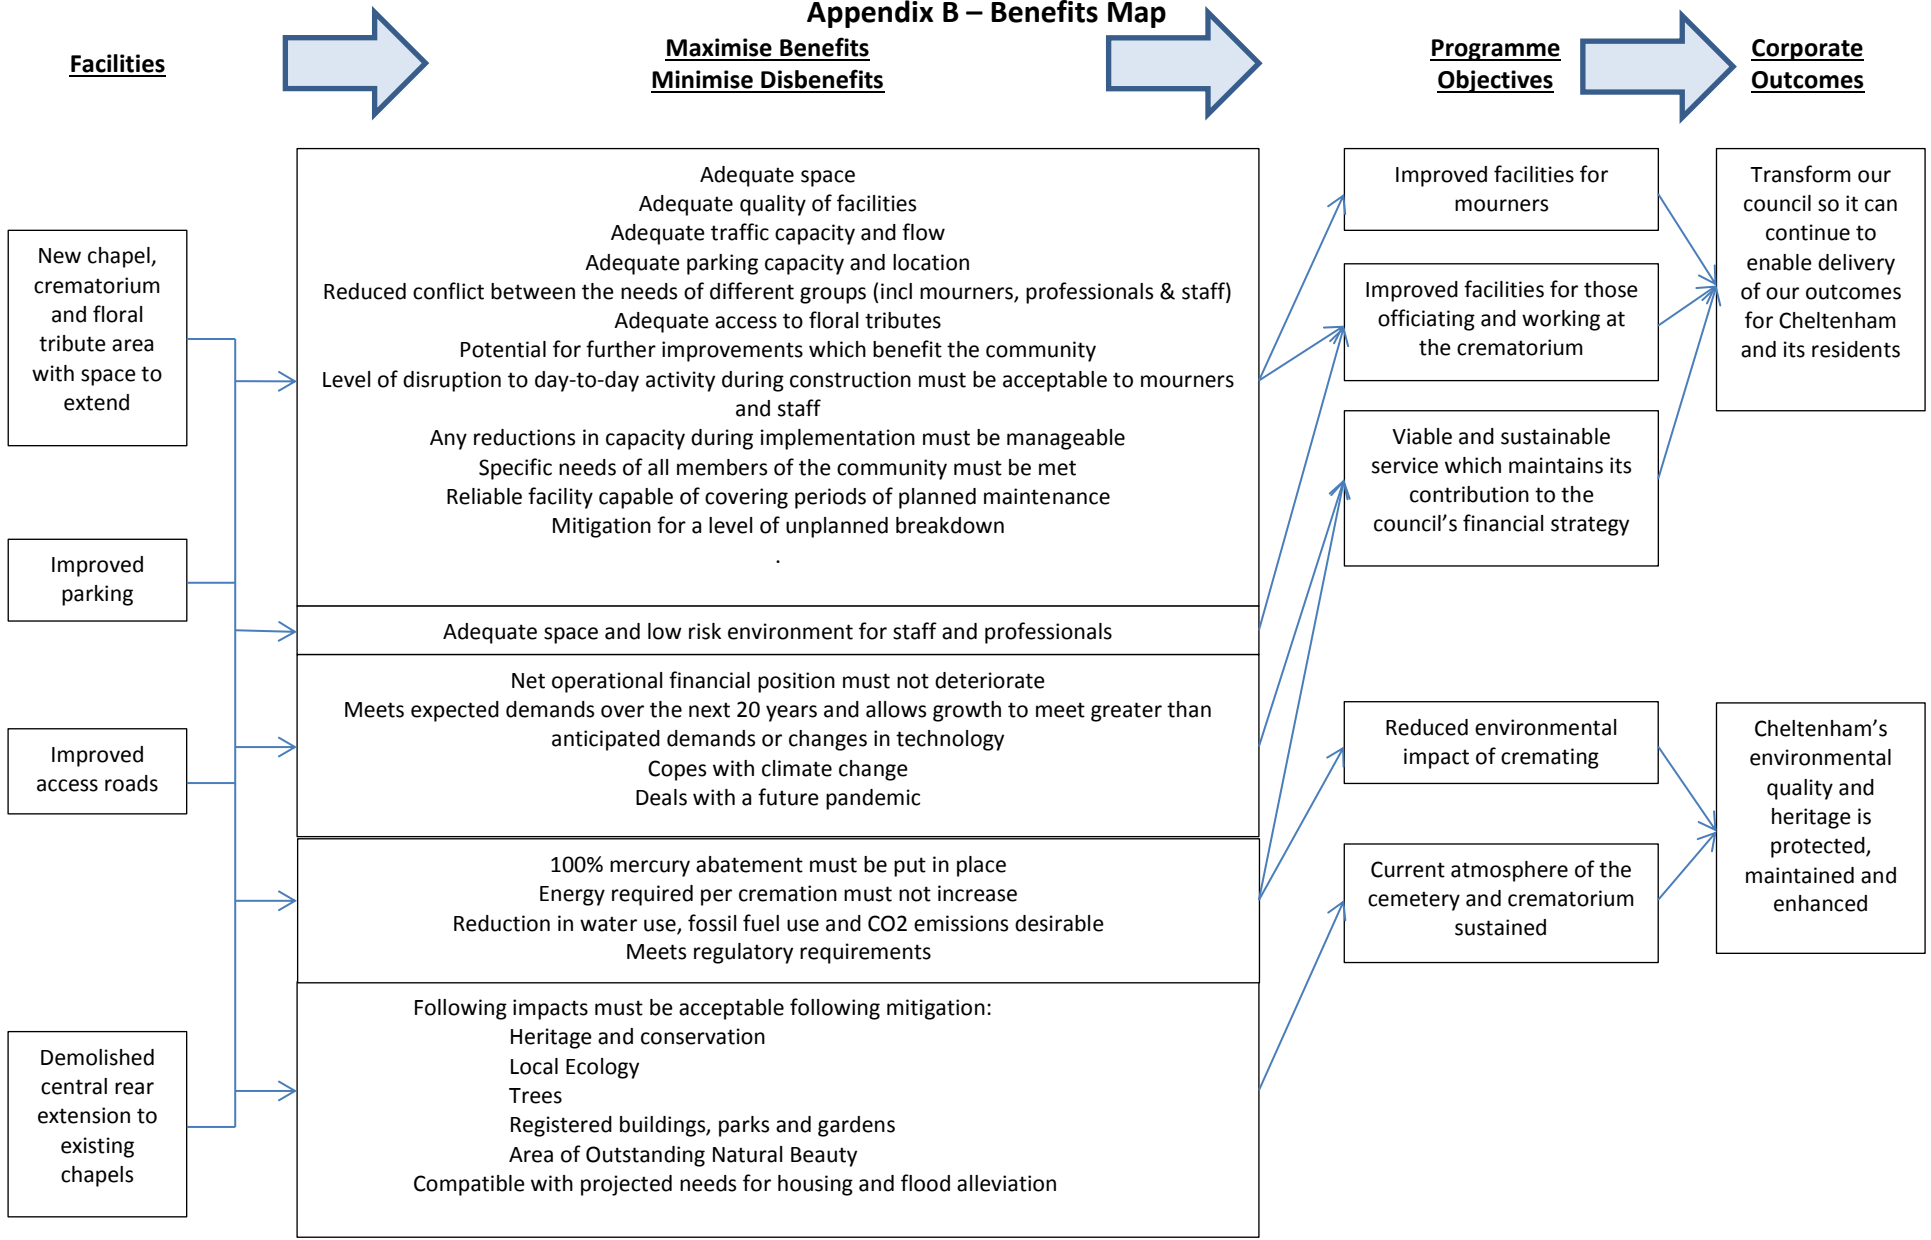 Appendix B – Benefits Map
Facilities
Maximise Benefits
Minimise Disbenefits
Programme
Objectives
Corporate
Outcomes
New chapel,
crematorium
and floral
tribute area
with space to
extend
Improved
parking
Improved
access roads
Demolished
central rear
extension to
existing
chapels
Adequate space
Adequate quality of facilities
Adequate traffic capacity and flow
Adequate parking capacity and location
Reduced conflict between the needs of different groups (incl mourners, professionals & staff)
Adequate access to floral tributes
Potential for further improvements which benefit the community
Level of disruption to day-to-day activity during construction must be acceptable to mourners
and staff
Any reductions in capacity during implementation must be manageable
Specific needs of all members of the community must be met
Reliable facility capable of covering periods of planned maintenance
Mitigation for a level of unplanned breakdown
.
Adequate space and low risk environment for staff and professionals
Net operational financial position must not deteriorate
Meets expected demands over the next 20 years and allows growth to meet greater than
anticipated demands or changes in technology
Copes with climate change
Deals with a future pandemic
100% mercury abatement must be put in place
Energy required per cremation must not increase
Reduction in water use, fossil fuel use and CO2 emissions desirable
Meets regulatory requirements
Following impacts must be acceptable following mitigation:
Heritage and conservation
Local Ecology
Trees
Registered buildings, parks and gardens
Area of Outstanding Natural Beauty
Compatible with projected needs for housing and flood alleviation
Improved facilities for
mourners
Improved facilities for those
officiating and working at
the crematorium
Viable and sustainable
service which maintains its
contribution to the
council’s financial strategy
Reduced environmental
impact of cremating
Current atmosphere of the
cemetery and crematorium
sustained
Transform our
council so it can
continue to
enable delivery
of our outcomes
for Cheltenham
and its residents
Cheltenham’s
environmental
quality and
heritage is
protected,
maintained and
enhanced